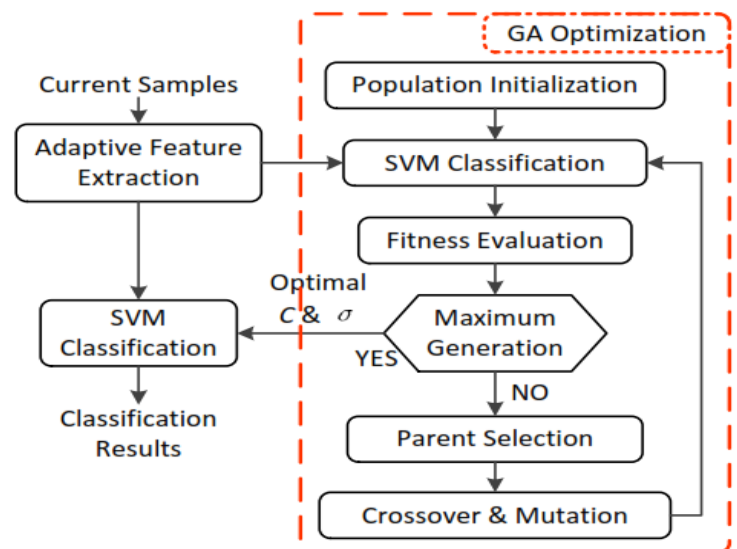 GA Optimization
Current Samples
Population Initialization
Adaptive Feature
Extraction
SVM Classification
Fitness Evaluation
Optimal
C & σ
SVM
Classification
Maximum
Generation
YES
NO
Classification
Results
Parent Selection
Crossover & Mutation